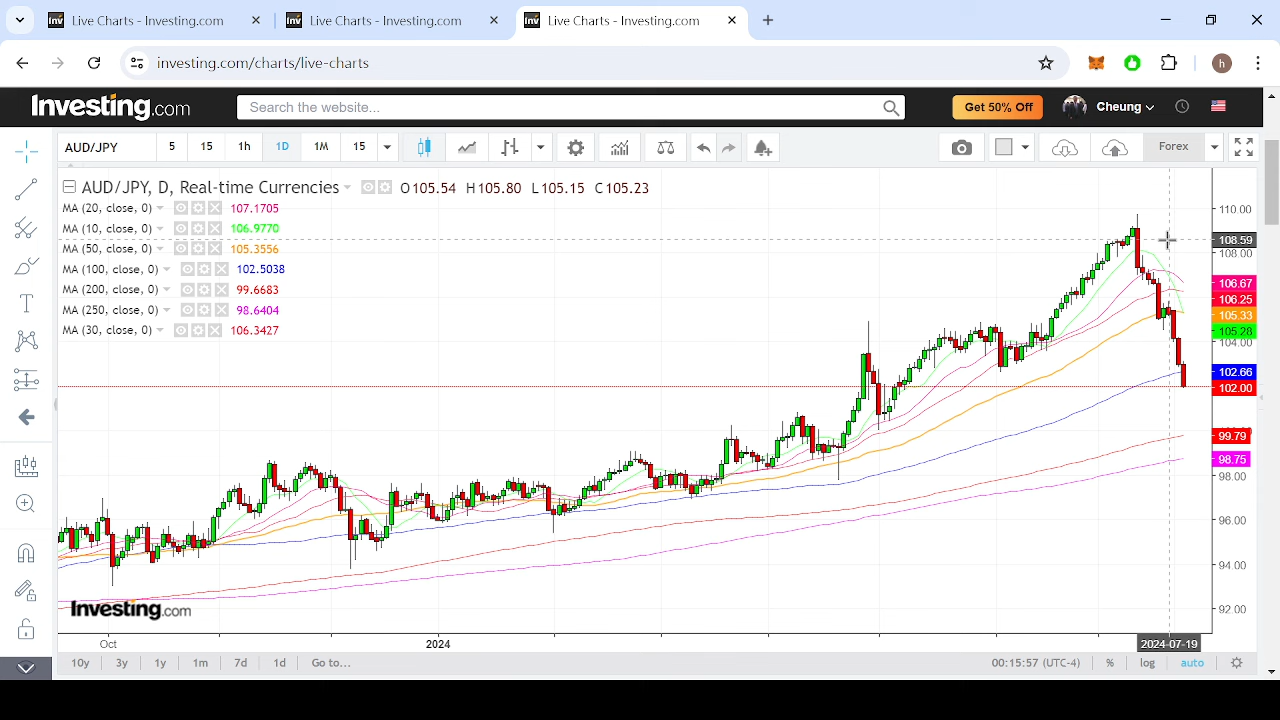 Live Charts - Investing.com
Live Charts - Investing.com
Live Charts - Investing.com
investing.com/charts/live-charts
Investing.com
Search the website...
Get 50% Off
Cheung
AUD/JPY
5
15
1h
1D
1M
15
Forex
AUD/JPY, D, Real-time Currencies
O105.54 H105.80 L105.15 C105.23
MA (20, close, 0) 107.1705
MA (10, close, 0) 106.9770
MA (50, close, 0) 105.3556
MA (100, close, 0) 102.5038
MA (200, close, 0) 99.6683
MA (250, close, 0) 98.6404
MA (30, close, 0) 106.3427
110.00
108.59
108.00
106.67
106.25
105.33
105.28
104.00
102.66
102.00
99.79
98.75
98.00
96.00
94.00
92.00
Investing.com
Oct
2024
2024-07-19
10y
3y
1y
1m
7d
1d
Go to...
00:15:57 (UTC-4)
%
log
auto